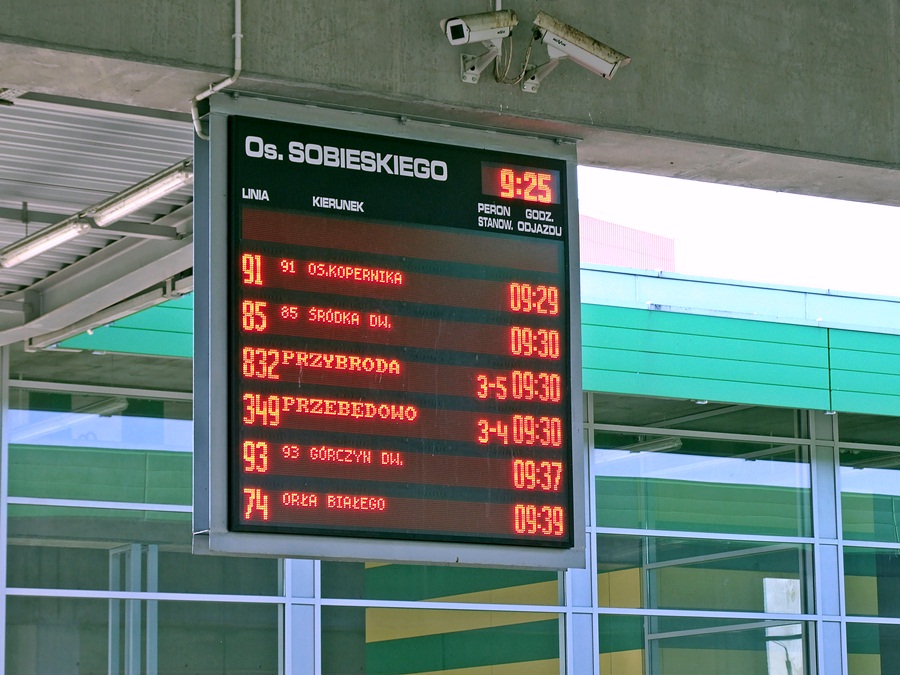 Os. SOBIESKIEGO
9:25
LINIA KIERUNEK PERON STANOW. GODZ. ODJAZDU
91 91 OS.KOPERNIKA 09:29
85 85 ŚRÓDKA DW. 09:30
832 PRZYBRODA 3-5 09:30
349 PRZEBĘDOWO 3-4 09:30
93 93 GÓRCZYN DW. 09:37
74 ORŁA BIAŁEGO 09:39